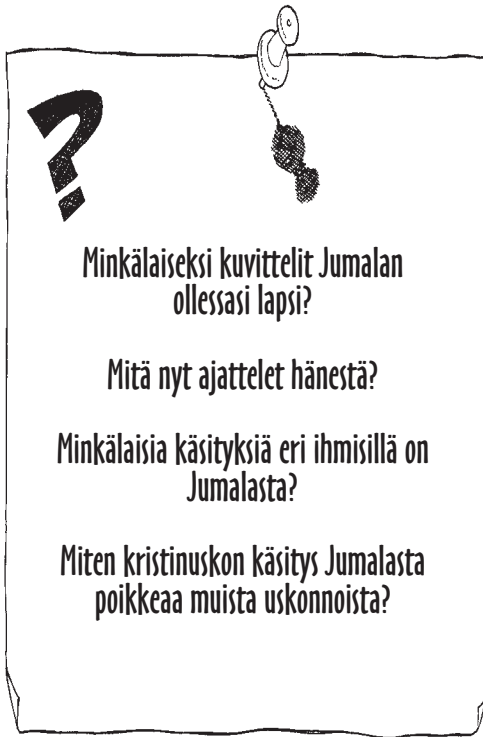 ?
Minkälaiseksi kuvittelit Jumalan
ollessasi lapsi?
Mitä nyt ajattelet hänestä?
Minkälaisia käsityksiä eri ihmisillä on
Jumalasta?
Miten kristinuskon käsitys Jumalasta
poikkeaa muista uskonnoista?